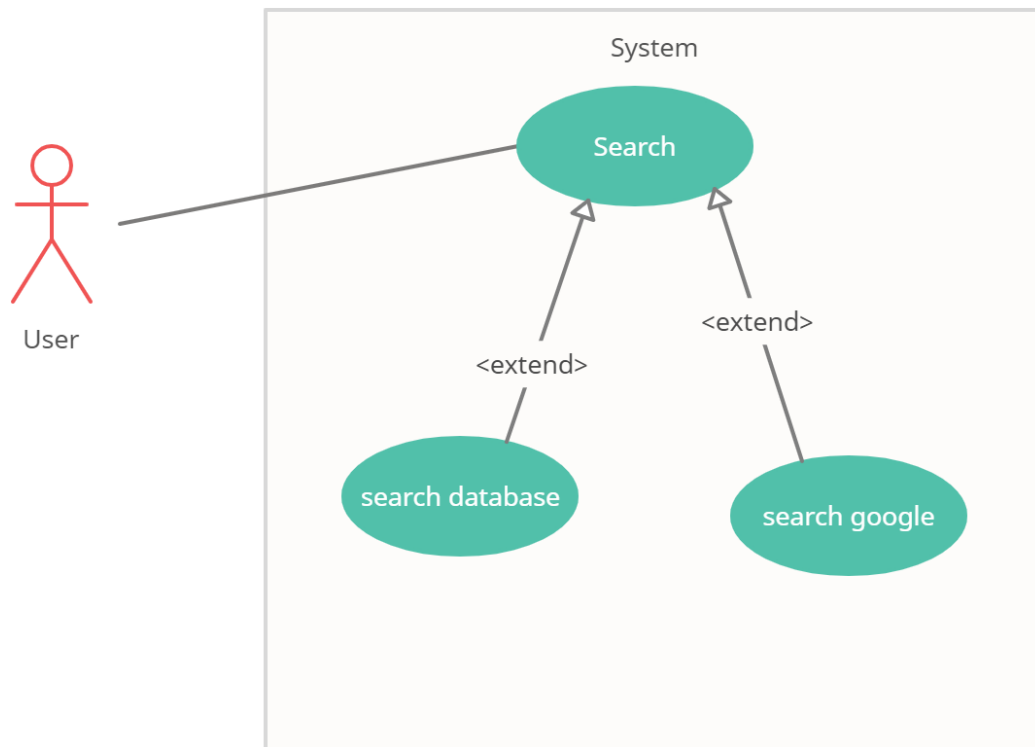 System
Search
User
<extend>
<extend>
search database
search google